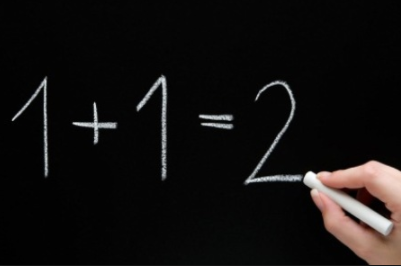 1 + 1 = 2